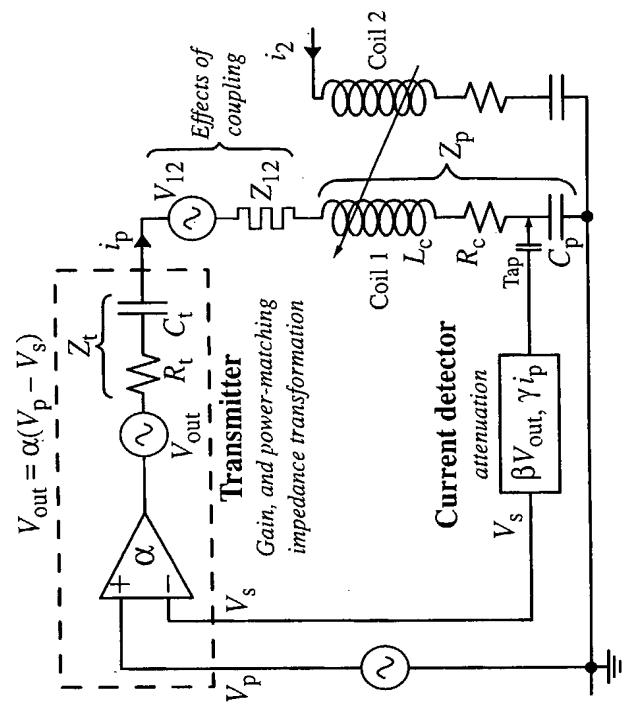 V_out = α(V_p − V_s)
Z_t
R_t
C_t
V_out
+
−
α
i_p
V_12
Effects of
coupling
Z_12
i_2
Transmitter
Gain, and power-matching
impedance transformation
V_p
V_s
Coil 1
L_c
Coil 2
Z_p
R_c
Tap
C_p
Current detector
attenuation
V_s
βV_out, γi_p